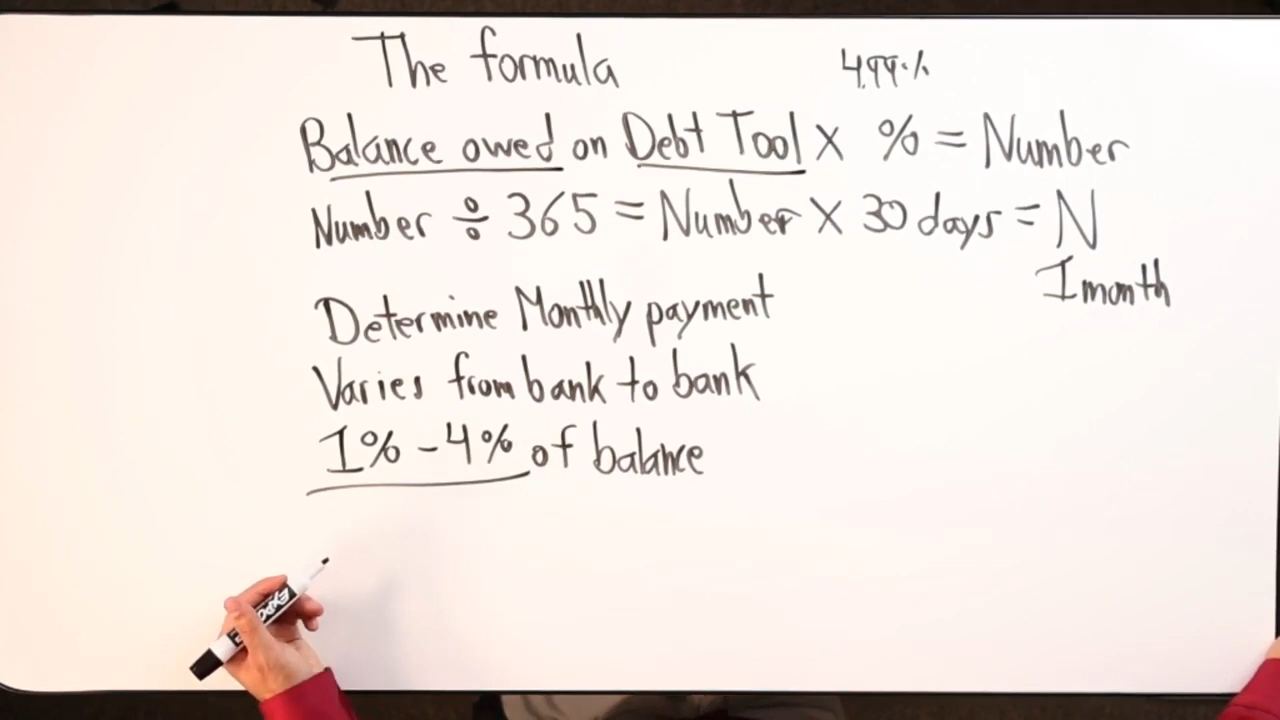 The formula
4.99%
Balance owed on Debt Tool X % = Number
Number ÷ 365 = Number X 30 days = N
1 month
Determine Monthly payment
Varies from bank to bank
1% - 4% of balance
EXPO